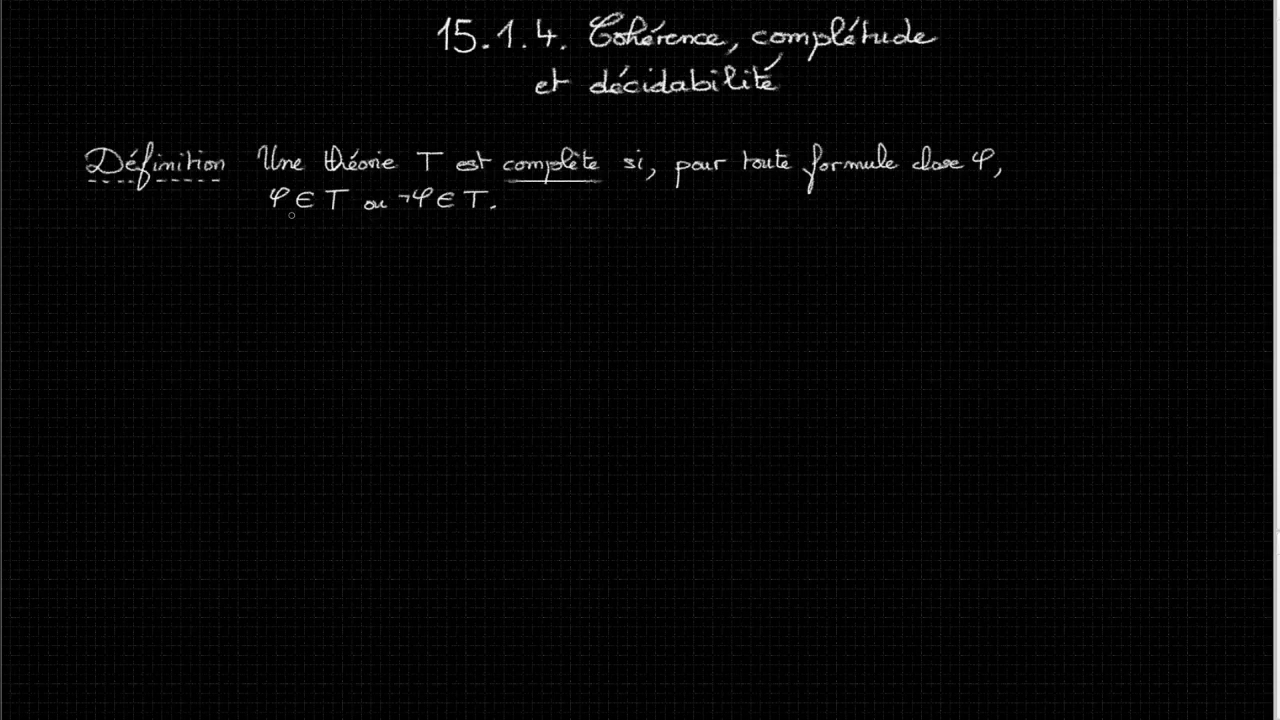 15.1.4. Cohérence, complétude
et décidabilité
Définition Une théorie T est complète si, pour toute formule close φ,
φ ∈ T ou ¬φ ∈ T.